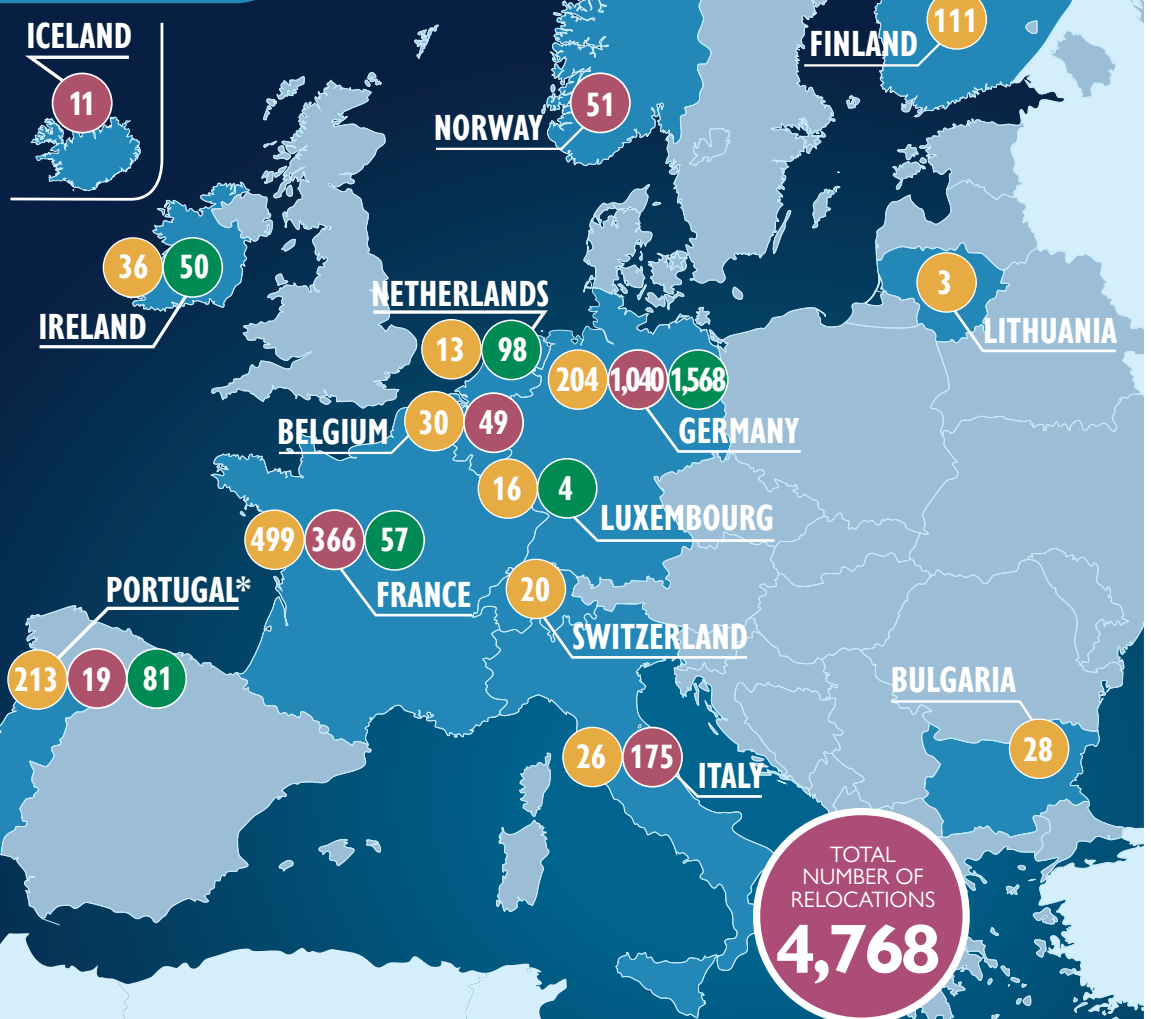 ICELAND
11
111
FINLAND
51
NORWAY
36 50
IRELAND
NETHERLANDS
13 98
3
LITHUANIA
204 1,040 1,568
GERMANY
30 49
BELGIUM
16 4
LUXEMBOURG
499 366 57
FRANCE
20
SWITZERLAND
PORTUGAL*
213 19 81
BULGARIA
28
26 175
ITALY
TOTAL
NUMBER OF
RELOCATIONS
4,768